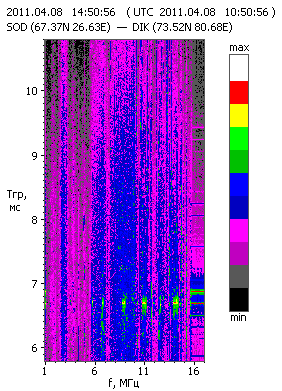 2011.04.08 14:50:56 (UTC 2011.04.08 10:50:56)
SOD (67.37N 26.63E) — DIK (73.52N 80.68E)
max
10
9
Тгр,
мс
8
7
6
min
1 6 11 16
f, МГц